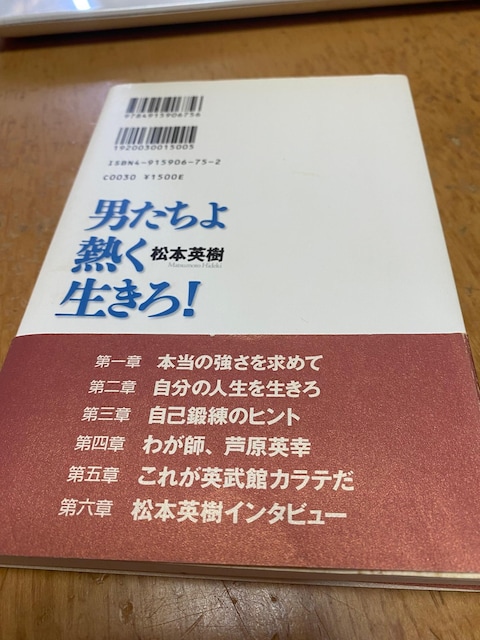 9784915906756
1920030015005
ISBN4-915906-75-2
C0030 ¥1500E
男たちよ
熱く 松本英樹
Matsumoto Hideki
生きろ!
第一章 本当の強さを求めて
第二章 自分の人生を生きろ
第三章 自己鍛練のヒント
第四章 わが師、芦原英幸
第五章 これが英武館カラテだ
第六章 松本英樹インタビュー